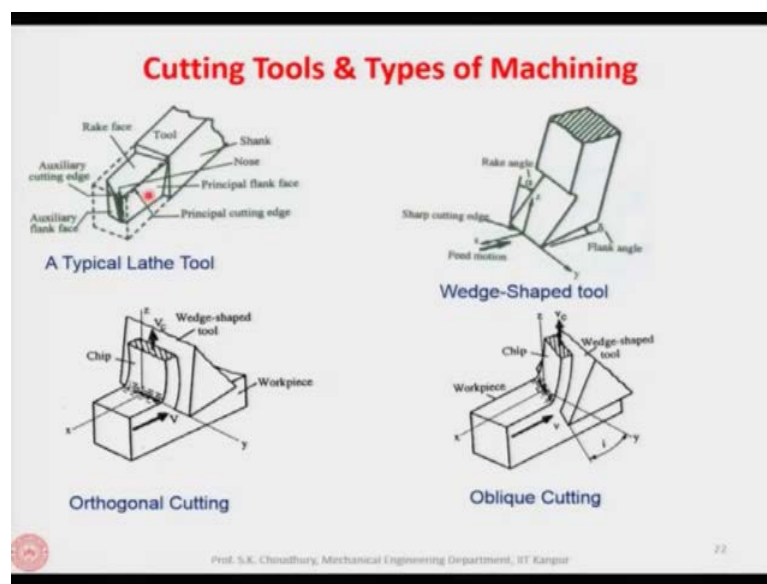 Cutting Tools & Types of Machining
Rake face
Tool
Shank
Nose
Auxiliary
cutting edge
Principal flank face
Principal cutting edge
Auxiliary
flank face
A Typical Lathe Tool
Rake angle
α
z
Sharp cutting edge
x
Feed motion
Flank angle
y
Wedge-Shaped tool
z
Vc
Wedge-shaped
tool
Chip
Workpiece
x
V
y
Orthogonal Cutting
z
vc
Chip
Wedge-shaped
tool
Workpiece
x
v
i
y
Oblique Cutting
Prof. S.K. Choudhury, Mechanical Engineering Department, IIT Kanpur
22